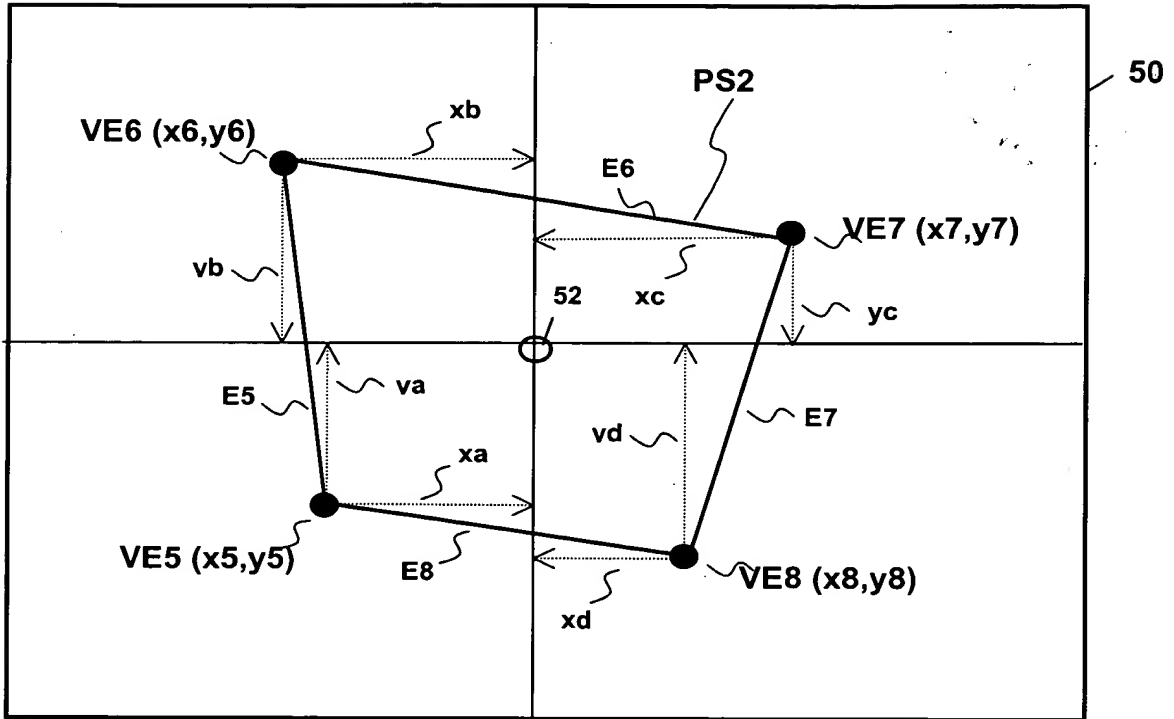 50
PS2
xb
VE6 (x6,y6)
E6
VE7 (x7,y7)
vb
xc
52
yc
va
E5
E7
vd
xa
VE5 (x5,y5)
E8
VE8 (x8,y8)
xd